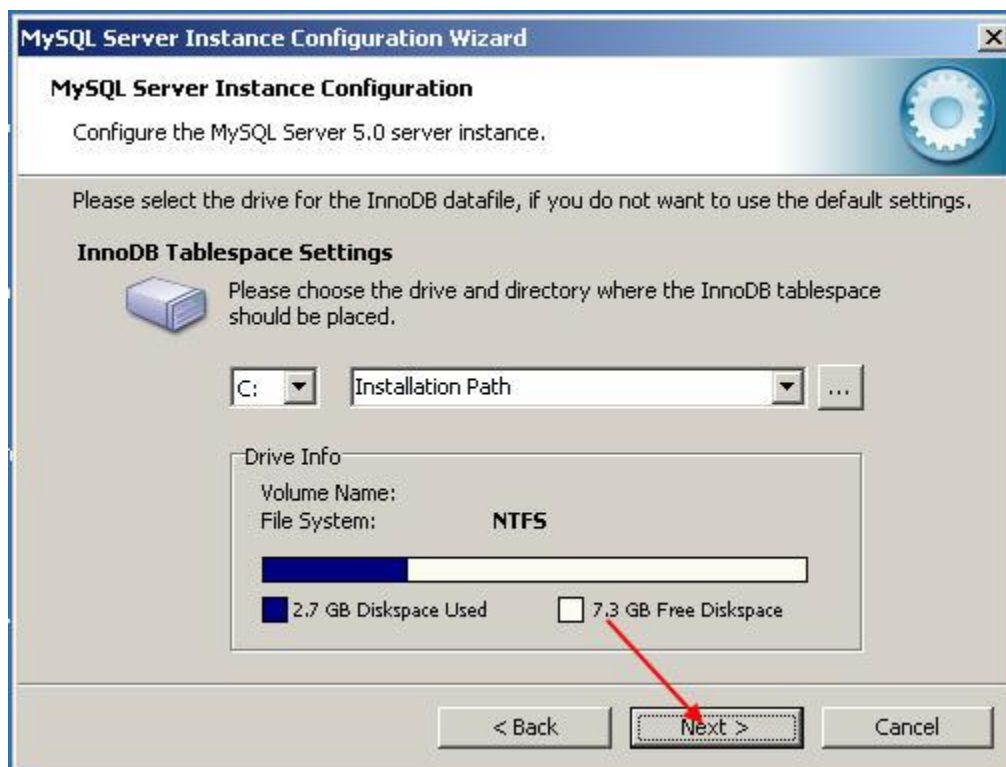 MySQL Server Instance Configuration Wizard
MySQL Server Instance Configuration
Configure the MySQL Server 5.0 server instance.
Please select the drive for the InnoDB datafile, if you do not want to use the default settings.
InnoDB Tablespace Settings
Please choose the drive and directory where the InnoDB tablespace
should be placed.
C: Installation Path ...
Drive Info
Volume Name:
File System: NTFS
2.7 GB Diskspace Used 7.3 GB Free Diskspace
< Back Next > Cancel